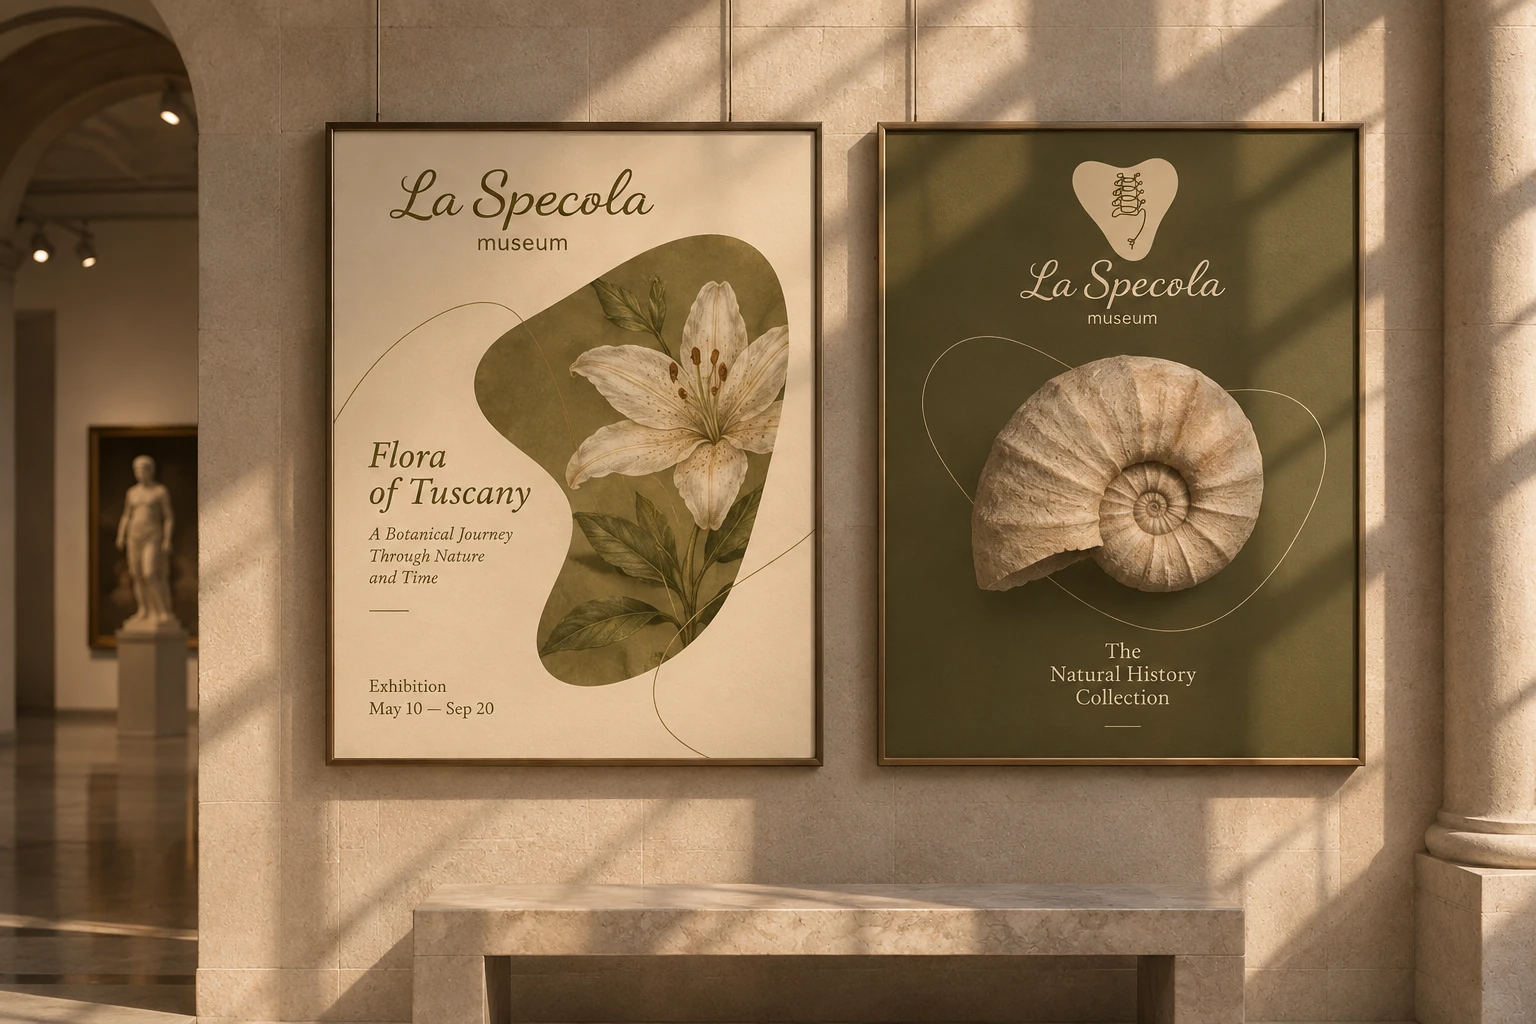 La Specola
museum
Flora
of Tuscany
A Botanical Journey
Through Nature
and Time
Exhibition
May 10 — Sep 20
La Specola
museum
The
Natural History
Collection